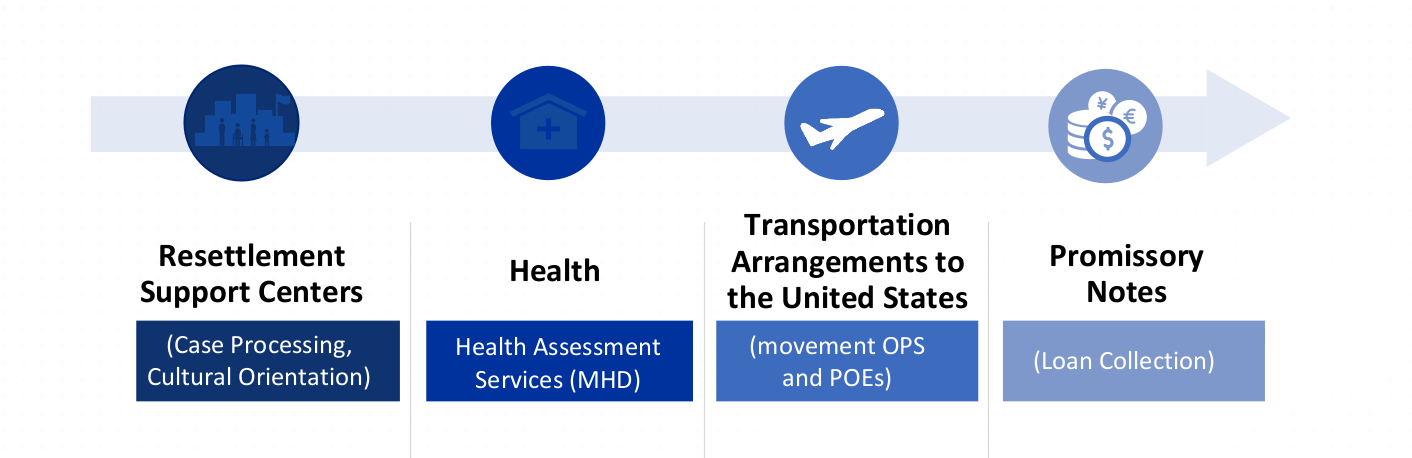 Resettlement
Support Centers
(Case Processing,
Cultural Orientation)
Health
Health Assessment
Services (MHD)
Transportation
Arrangements to
the United States
(movement OPS
and POEs)
Promissory
Notes
(Loan Collection)
¥
€
$